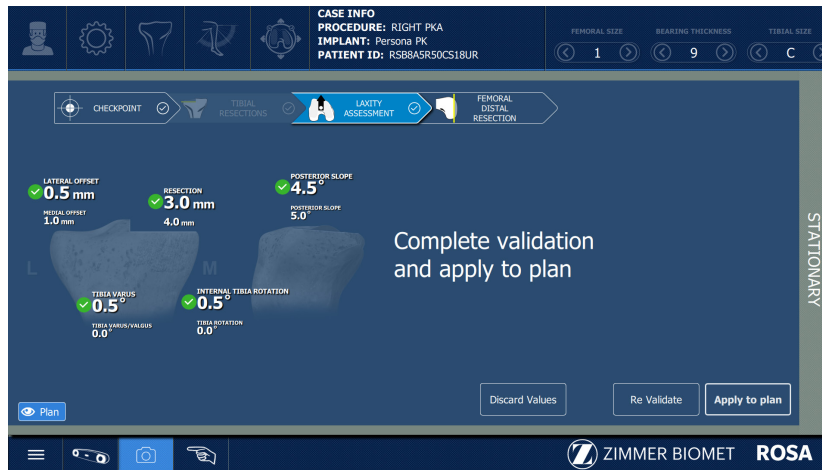 CASE INFO
PROCEDURE: RIGHT PKA
IMPLANT: Persona PK
PATIENT ID: RSB8A5R50CS18UR
FEMORAL SIZE
1
BEARING THICKNESS
9
TIBIAL SIZE
C
CHECKPOINT
TIBIAL
RESECTIONS
LAXITY
ASSESSMENT
FEMORAL
DISTAL
RESECTION
LATERAL OFFSET
0.5 mm
MEDIAL OFFSET
1.0 mm
RESECTION
3.0 mm
4.0 mm
POSTERIOR SLOPE
4.5°
POSTERIOR SLOPE
5.0°
L
M
TIBIA VARUS
0.5°
TIBIA VARUS/VALGUS
0.0°
INTERNAL TIBIA ROTATION
0.5°
TIBIA ROTATION
0.0°
Complete validation
and apply to plan
STATIONARY
Plan
Discard Values
Re Validate
Apply to plan
ZIMMER BIOMET
ROSA